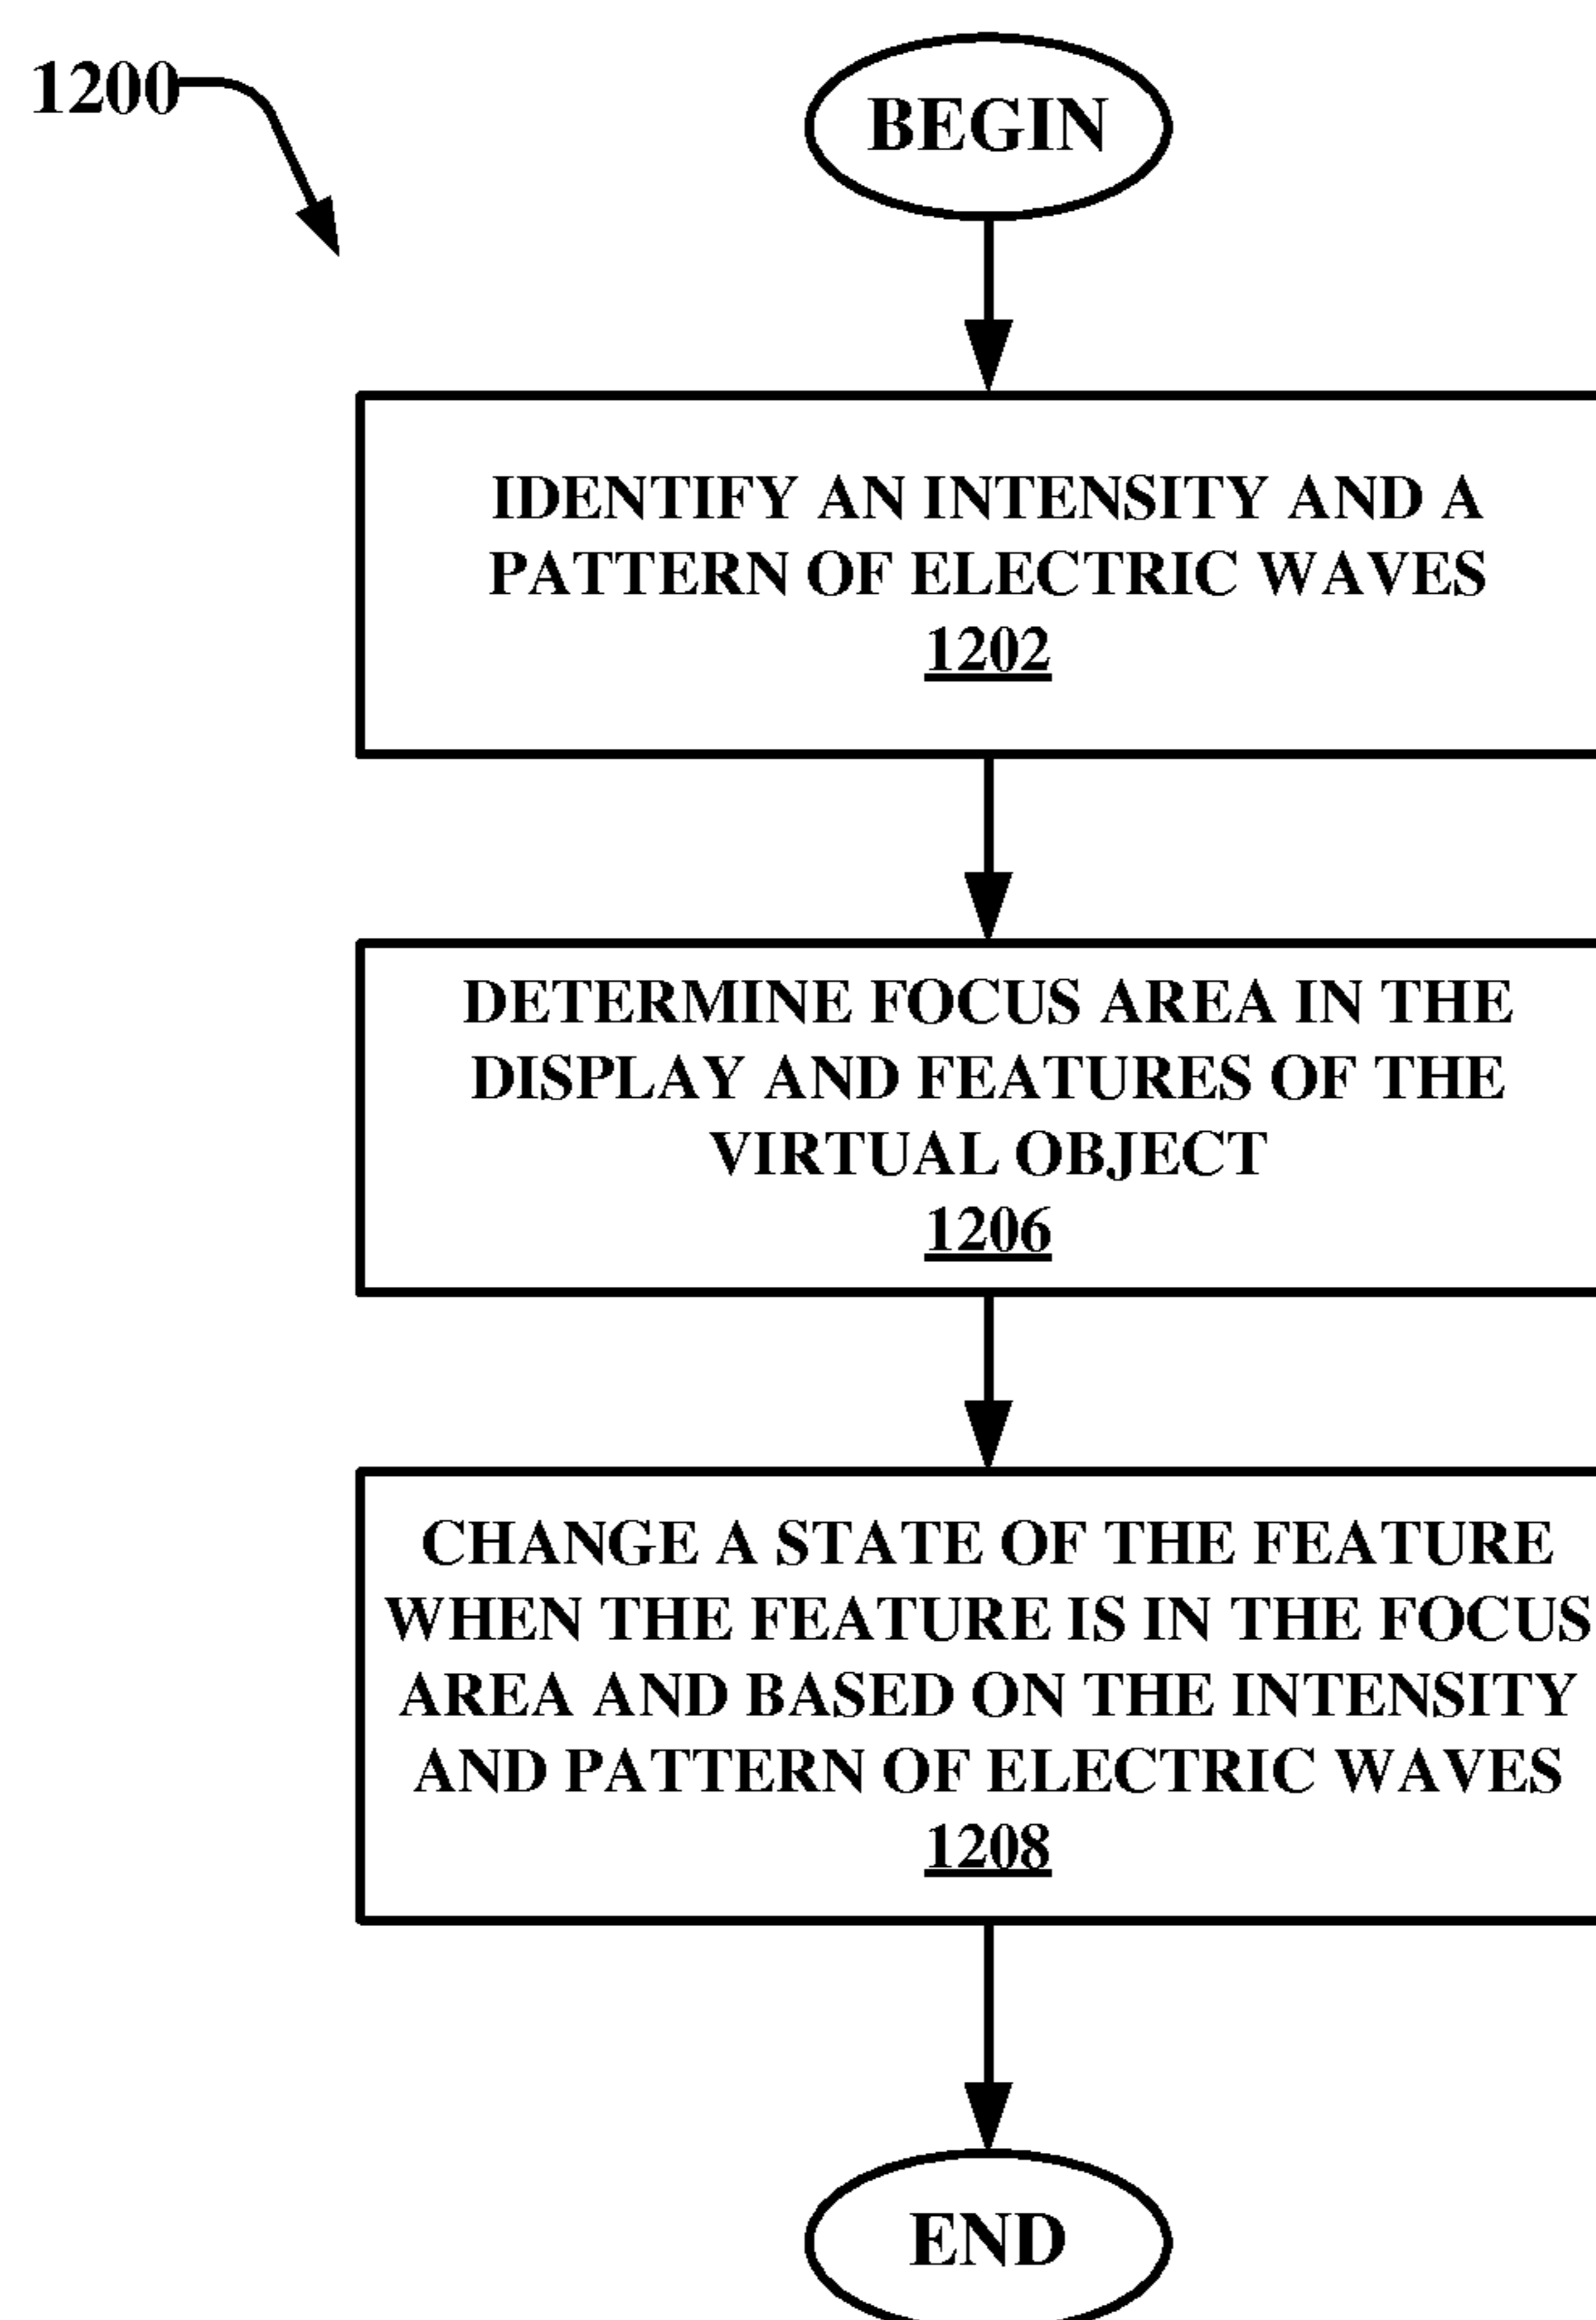 1200
BEGIN
IDENTIFY AN INTENSITY AND A
PATTERN OF ELECTRIC WAVES
1202
DETERMINE FOCUS AREA IN THE
DISPLAY AND FEATURES OF THE
VIRTUAL OBJECT
1206
CHANGE A STATE OF THE FEATURE
WHEN THE FEATURE IS IN THE FOCUS
AREA AND BASED ON THE INTENSITY
AND PATTERN OF ELECTRIC WAVES
1208
END